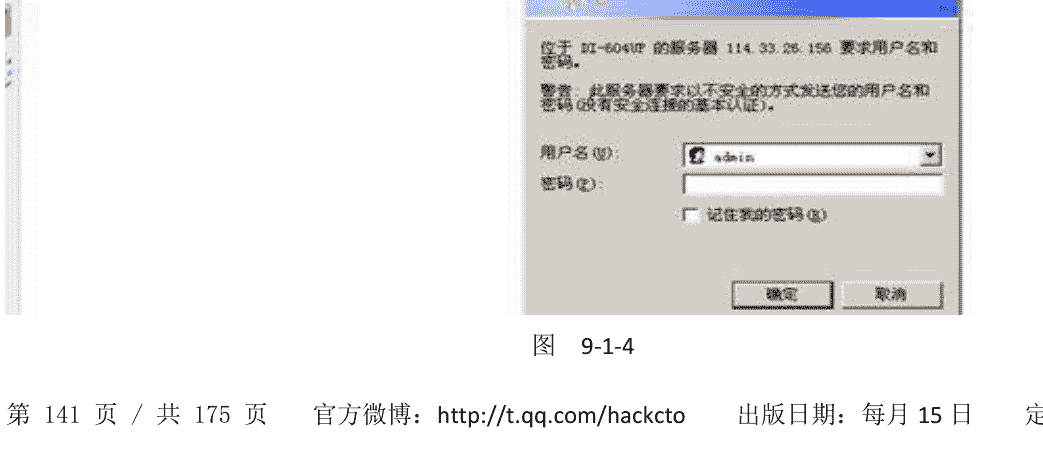 位于 DI-604UP 的服务器 114.33.26.156 要求用户名和
密码。
警告: 此服务器要求以不安全的方式发送您的用户名和
密码(没有安全连接的基本认证)。
用户名(U):
admin
密码(P):
记住我的密码(R)
确定 取消
图 9-1-4
第 141 页 / 共 175 页 官方微博：http://t.qq.com/hackcto 出版日期：每月 15 日 定